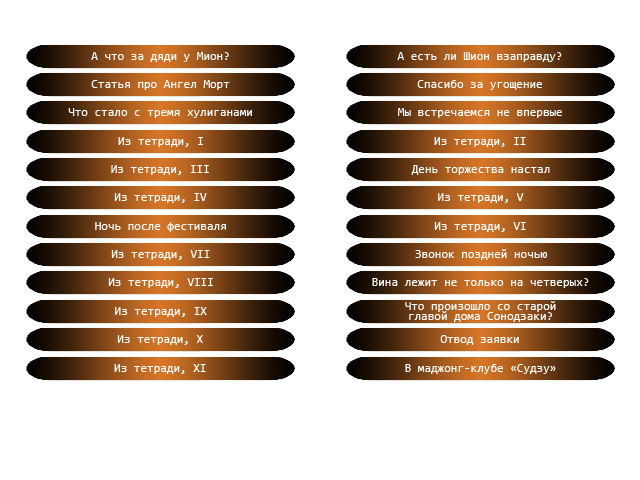 А что за дяди у Мион?
А есть ли Шион взаправду?
Статья про Ангел Морт
Спасибо за угощение
Что стало с тремя хулиганами
Мы встречаемся не впервые
Из тетради, I
Из тетради, II
Из тетради, III
День торжества настал
Из тетради, IV
Из тетради, V
Ночь после фестиваля
Из тетради, VI
Из тетради, VII
Звонок поздней ночью
Из тетради, VIII
Вина лежит не только на четверых?
Из тетради, IX
Что произошло со старой
главой дома Сонодзаки?
Из тетради, X
Отвод заявки
Из тетради, XI
В маджонг-клубе «Судзу»